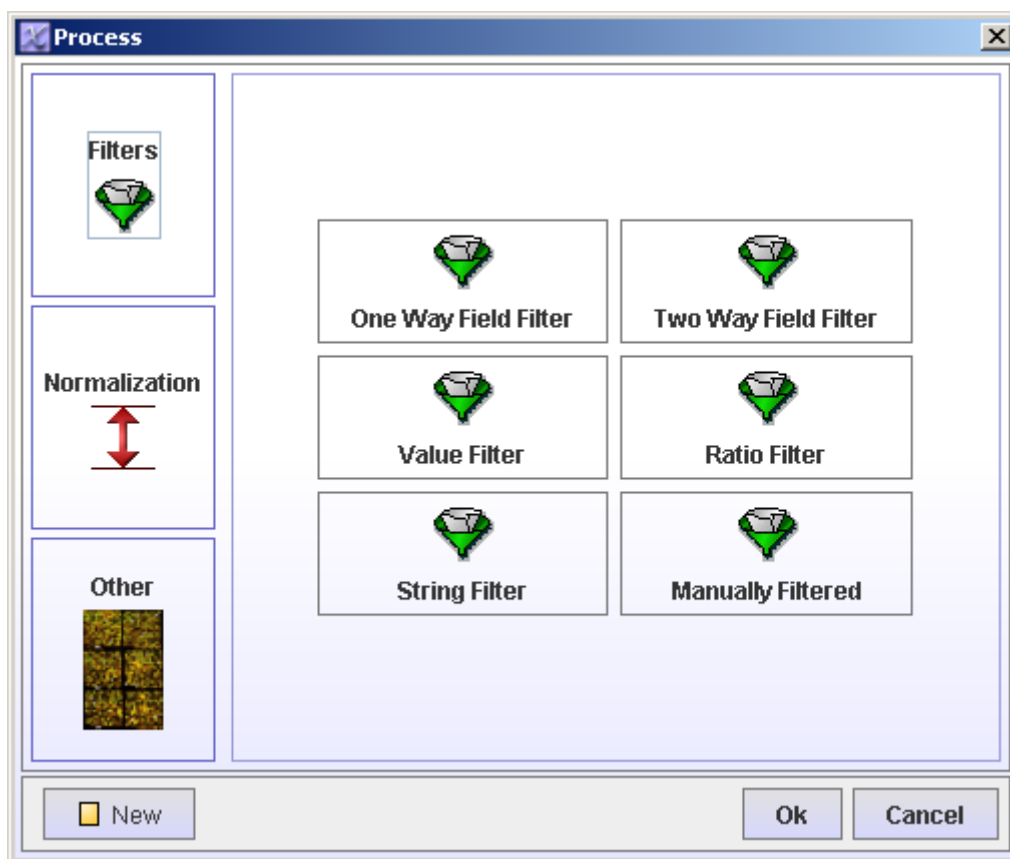 Process
Filters
One Way Field Filter
Two Way Field Filter
Normalization
Value Filter
Ratio Filter
Other
String Filter
Manually Filtered
New
Ok
Cancel